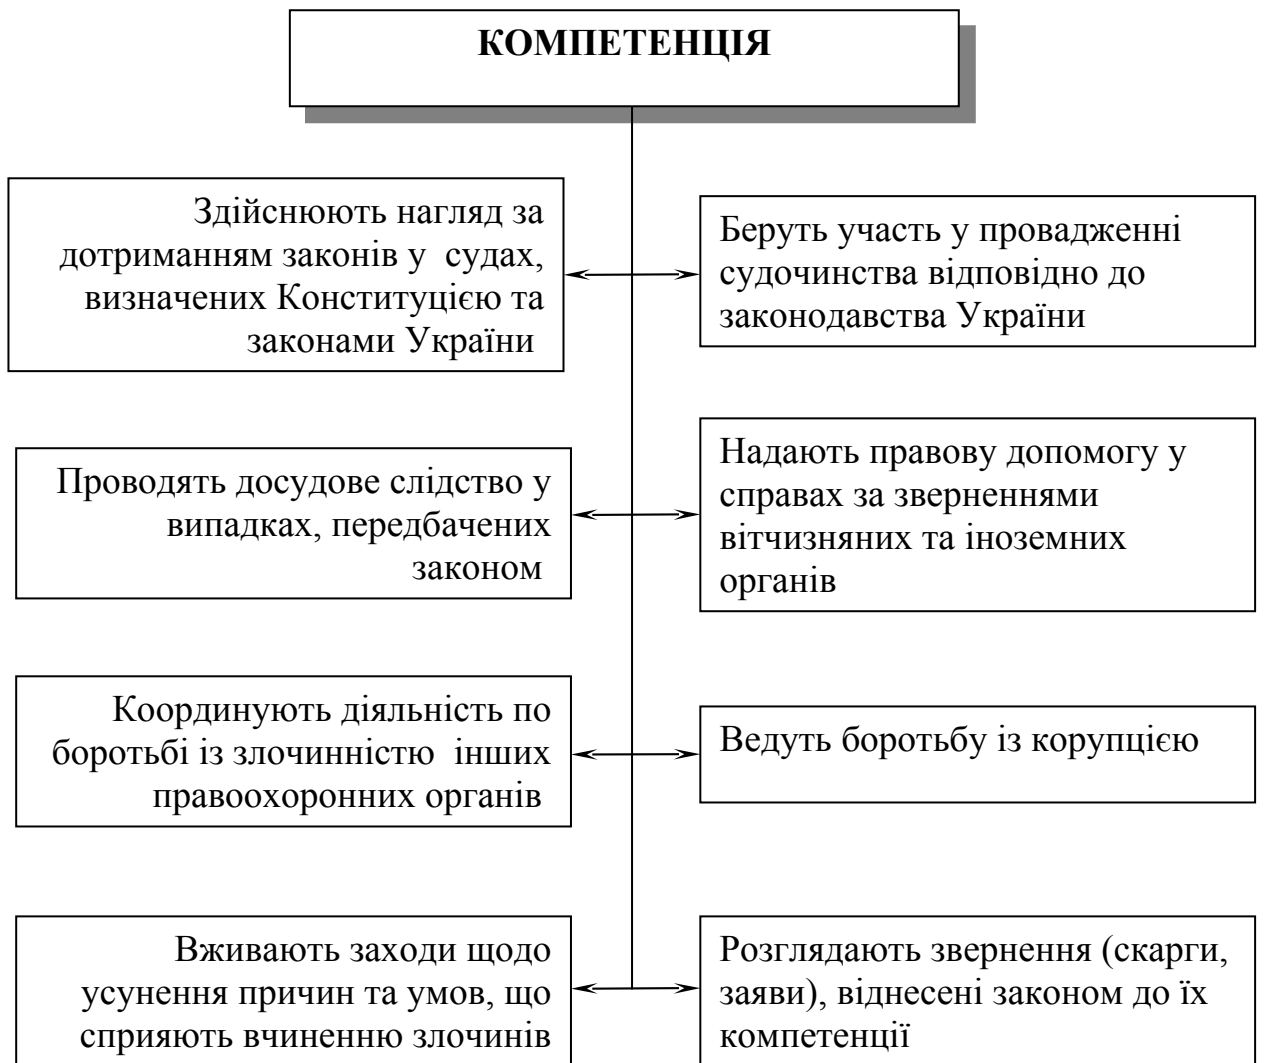 КОМПЕТЕНЦІЯ
Здійснюють нагляд за
дотриманням законів у судах,
визначених Конституцією та
законами України
Беруть участь у провадженні
судочинства відповідно до
законодавства України
Проводять досудове слідство у
випадках, передбачених
законом
Надають правову допомогу у
справах за зверненнями
вітчизняних та іноземних
органів
Координують діяльність по
боротьбі із злочинністю інших
правоохоронних органів
Ведуть боротьбу із корупцією
Вживають заходи щодо
усунення причин та умов, що
сприяють вчиненню злочинів
Розглядають звернення (скарги,
заяви), віднесені законом до їх
компетенції